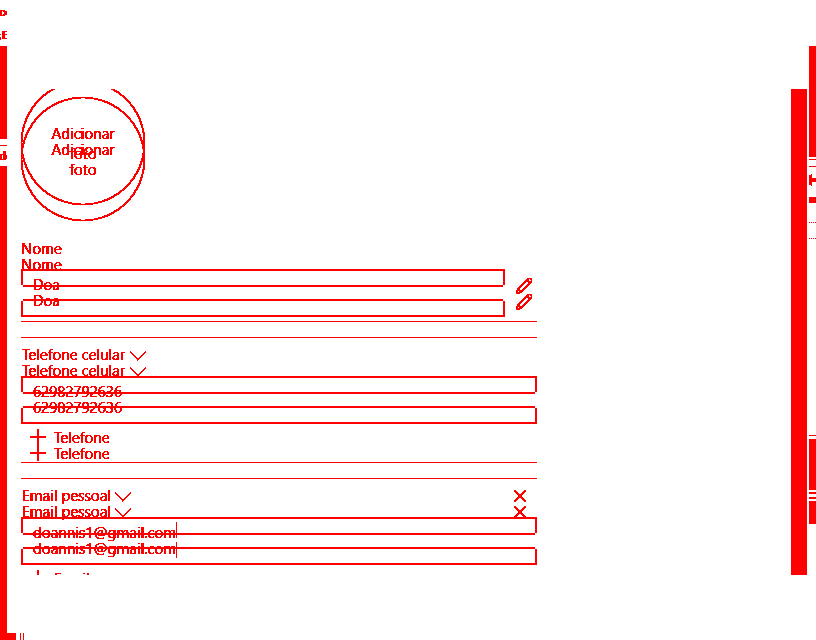 Adicionar
Adicionar
foto
foto
Nome
Nome
Doa
Doa
Telefone celular
Telefone celular
62982792636
62982792636
Telefone
Telefone
Email pessoal
Email pessoal
doannis1@gmail.com
doannis1@gmail.com